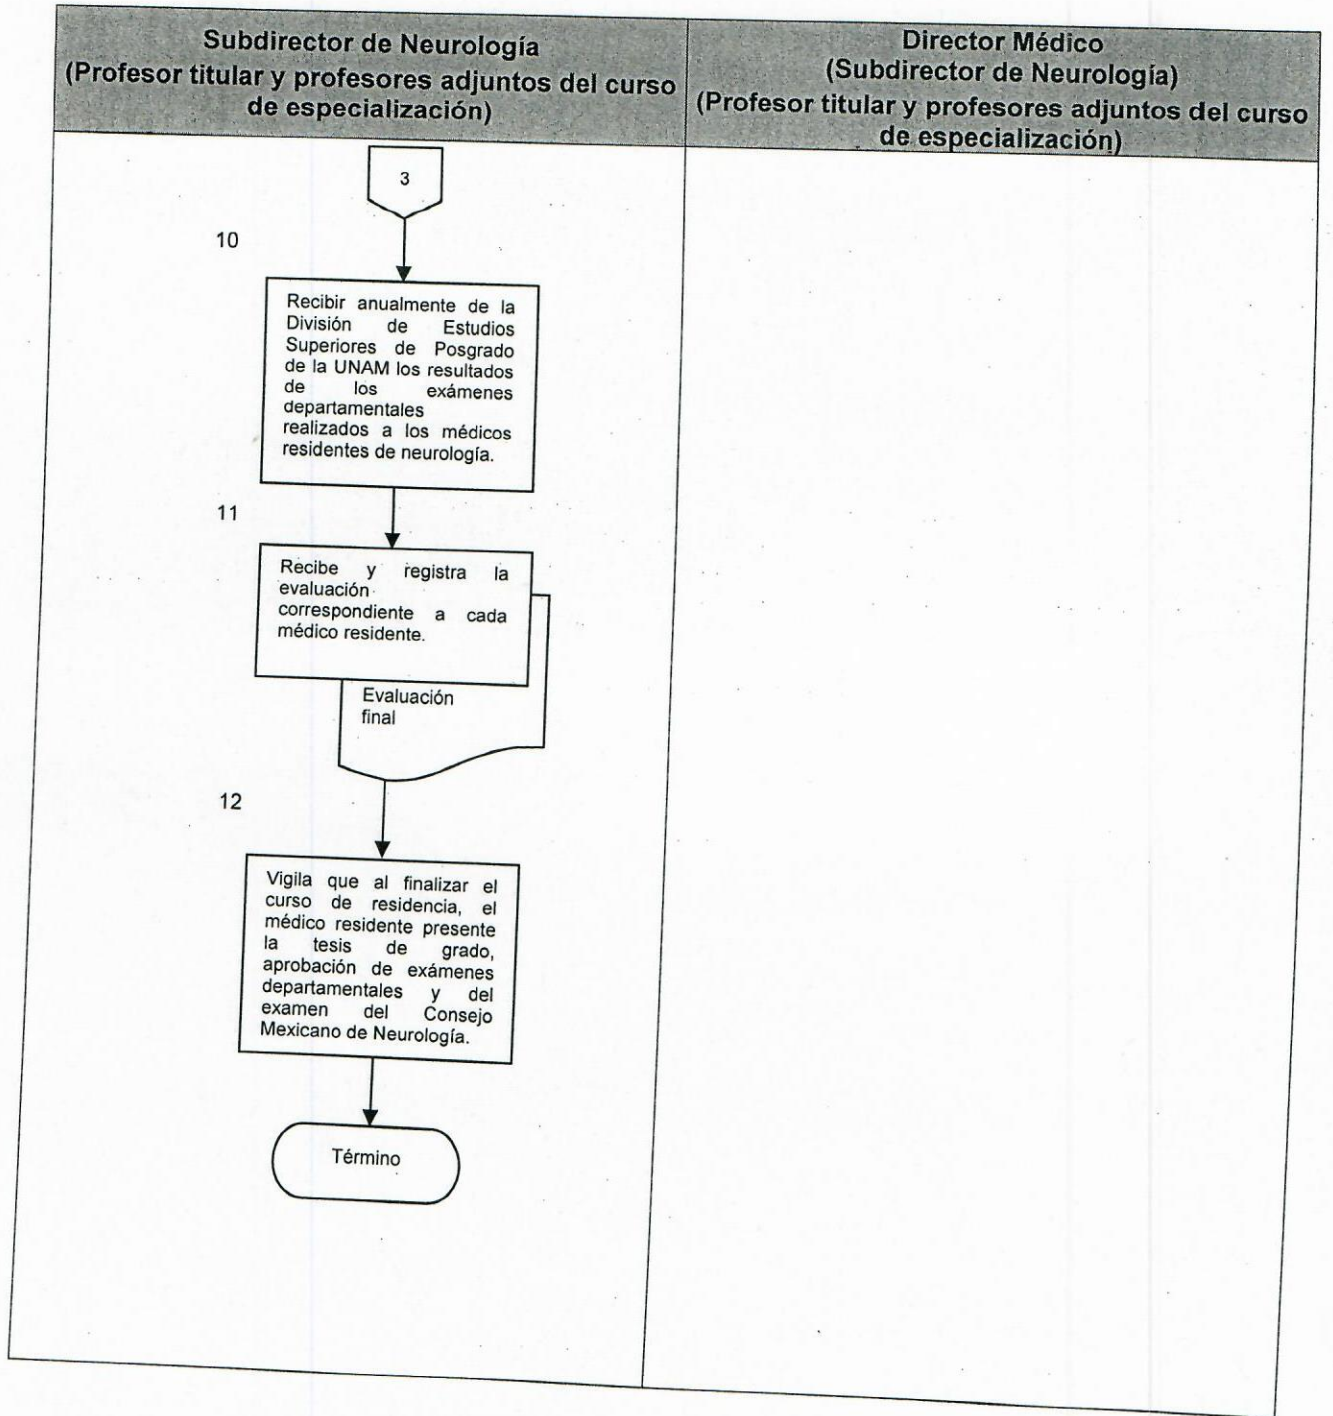 Subdirector de Neurología
(Profesor titular y profesores adjuntos del curso
de especialización)
Director Médico
(Subdirector de Neurología)
(Profesor titular y profesores adjuntos del curso
de especialización)
3
10
Recibir anualmente de la
División de Estudios
Superiores de Posgrado
de la UNAM los resultados
de los exámenes
departamentales
realizados a los médicos
residentes de neurología.
11
Recibe y registra la
evaluación
correspondiente a cada
médico residente.
Evaluación
final
12
Vigila que al finalizar el
curso de residencia, el
médico residente presente
la tesis de grado,
aprobación de exámenes
departamentales y del
examen del Consejo
Mexicano de Neurología.
Término